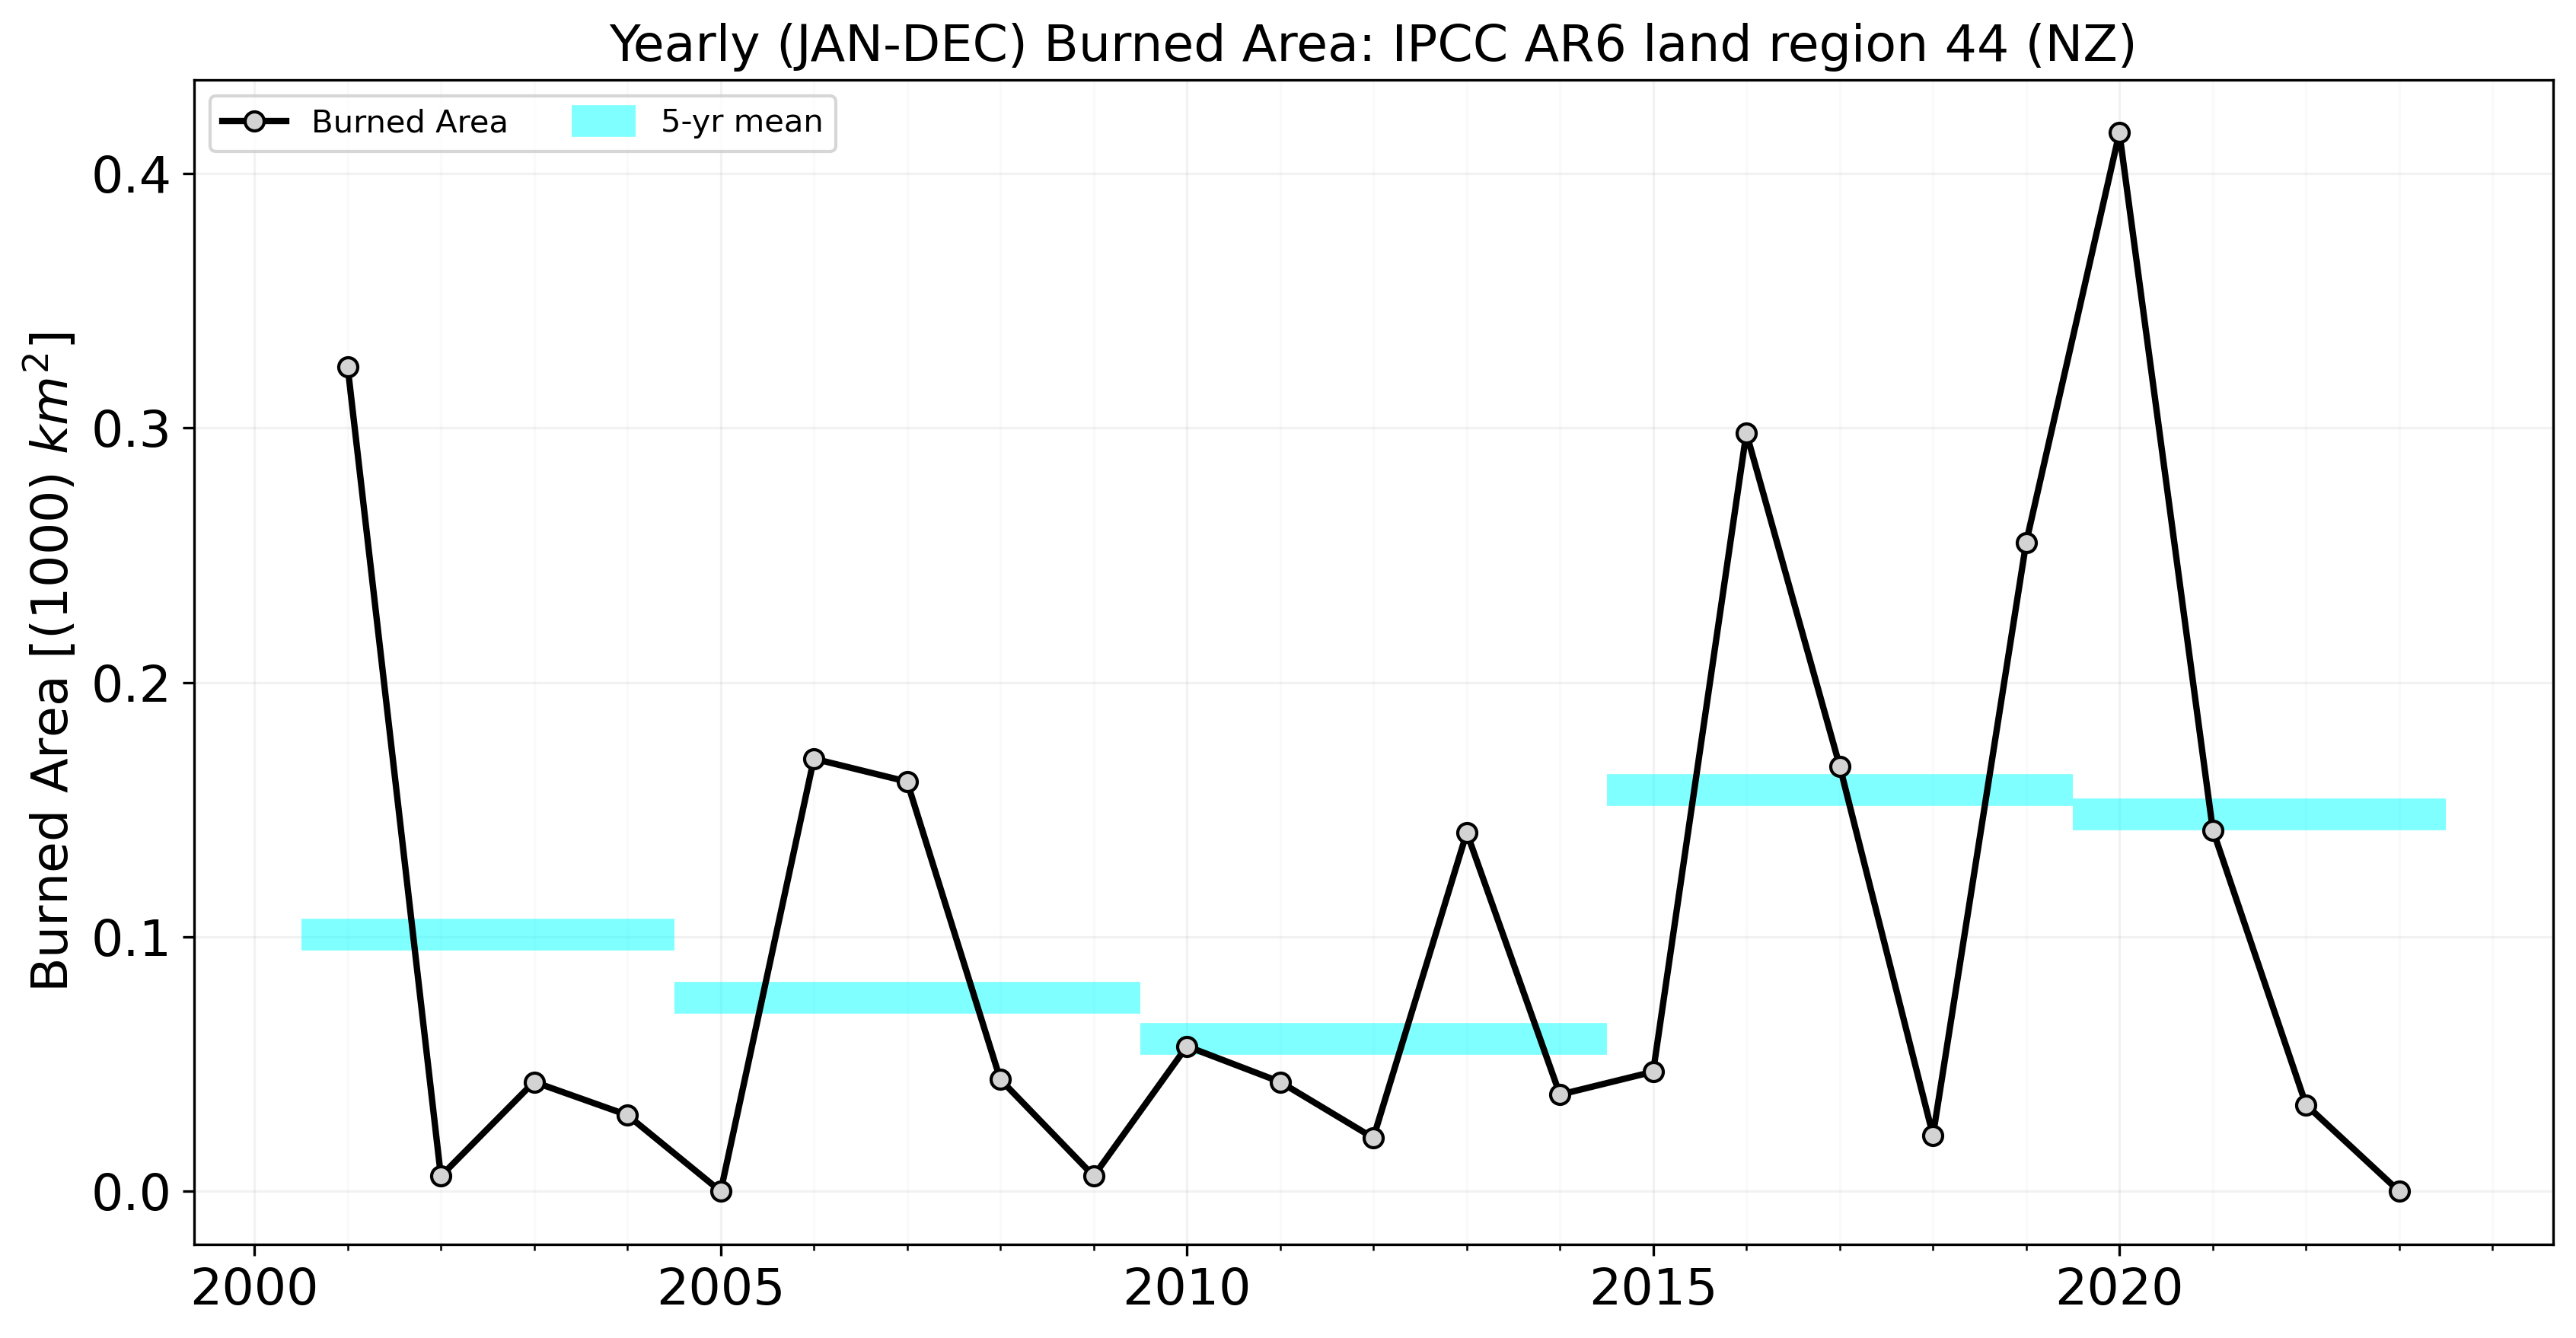 Yearly (JAN-DEC) Burned Area: IPCC AR6 land region 44 (NZ)
Burned Area 5-yr mean
Burned Area [(1000) km²]
0.4
0.3
0.2
0.1
0.0
2000 2005 2010 2015 2020